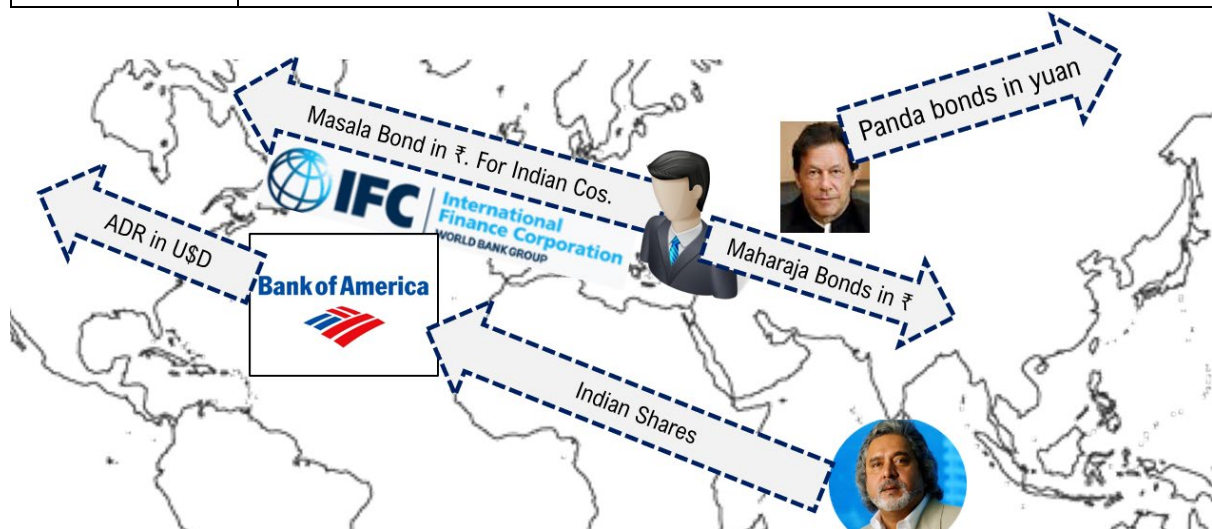 Panda bonds in yuan
Masala Bond in ₹. For Indian Cos.
IFC
International
Finance Corporation
WORLD BANK GROUP
ADR in U$D
Bank of America
Maharaja Bonds in ₹
Indian Shares